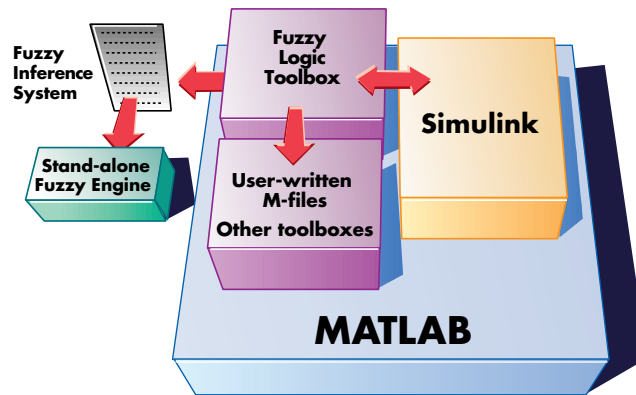 Fuzzy
Inference
System
Fuzzy
Logic
Toolbox
Simulink
Stand-alone
Fuzzy Engine
User-written
M-files
Other toolboxes
MATLAB